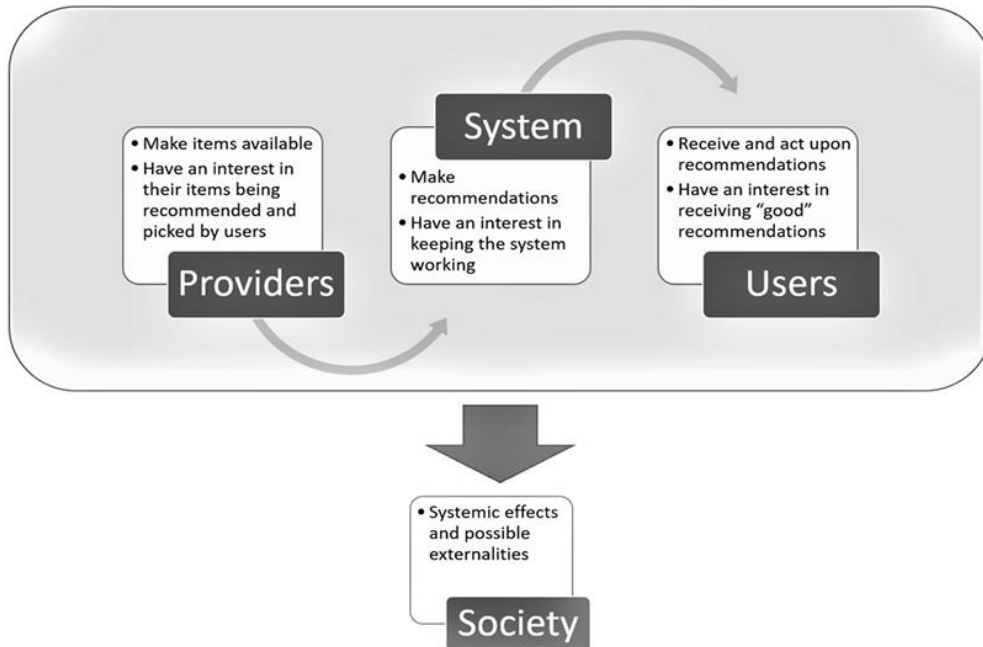 • Make items available
• Have an interest in
their items being
recommended and
picked by users
Providers
System
• Make
recommendations
• Have an interest in
keeping the system
working
• Receive and act upon
recommendations
• Have an interest in
receiving “good”
recommendations
Users
• Systemic effects
and possible
externalities
Society